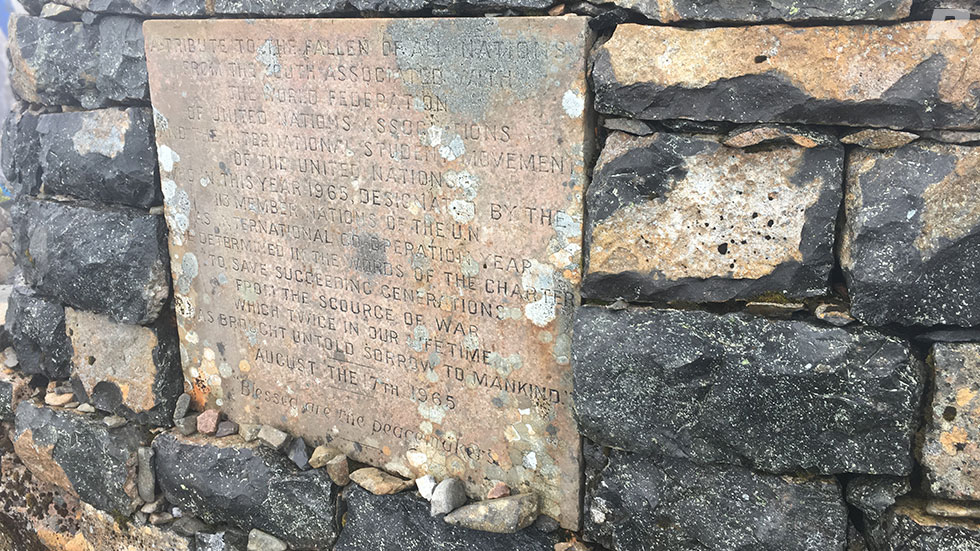 A TRIBUTE TO THE FALLEN OF ALL NATIONS
FROM THE YOUTH ASSOCIATED WITH
THE WORLD FEDERATION
OF UNITED NATIONS ASSOCIATIONS
AND THE INTERNATIONAL STUDENT MOVEMENT
OF THE UNITED NATIONS
IN THIS YEAR 1965, DESIGNATED BY THE
MEMBER NATIONS OF THE U.N.
INTERNATIONAL CO-OPERATION YEAR
DETERMINED IN THE WORDS OF THE CHARTER
TO SAVE SUCCEEDING GENERATIONS
FROM THE SCOURGE OF WAR
WHICH TWICE IN OUR LIFETIME
HAS BROUGHT UNTOLD SORROW TO MANKIND"
AUGUST THE 17TH 1965
Blessed are the peacemakers
R